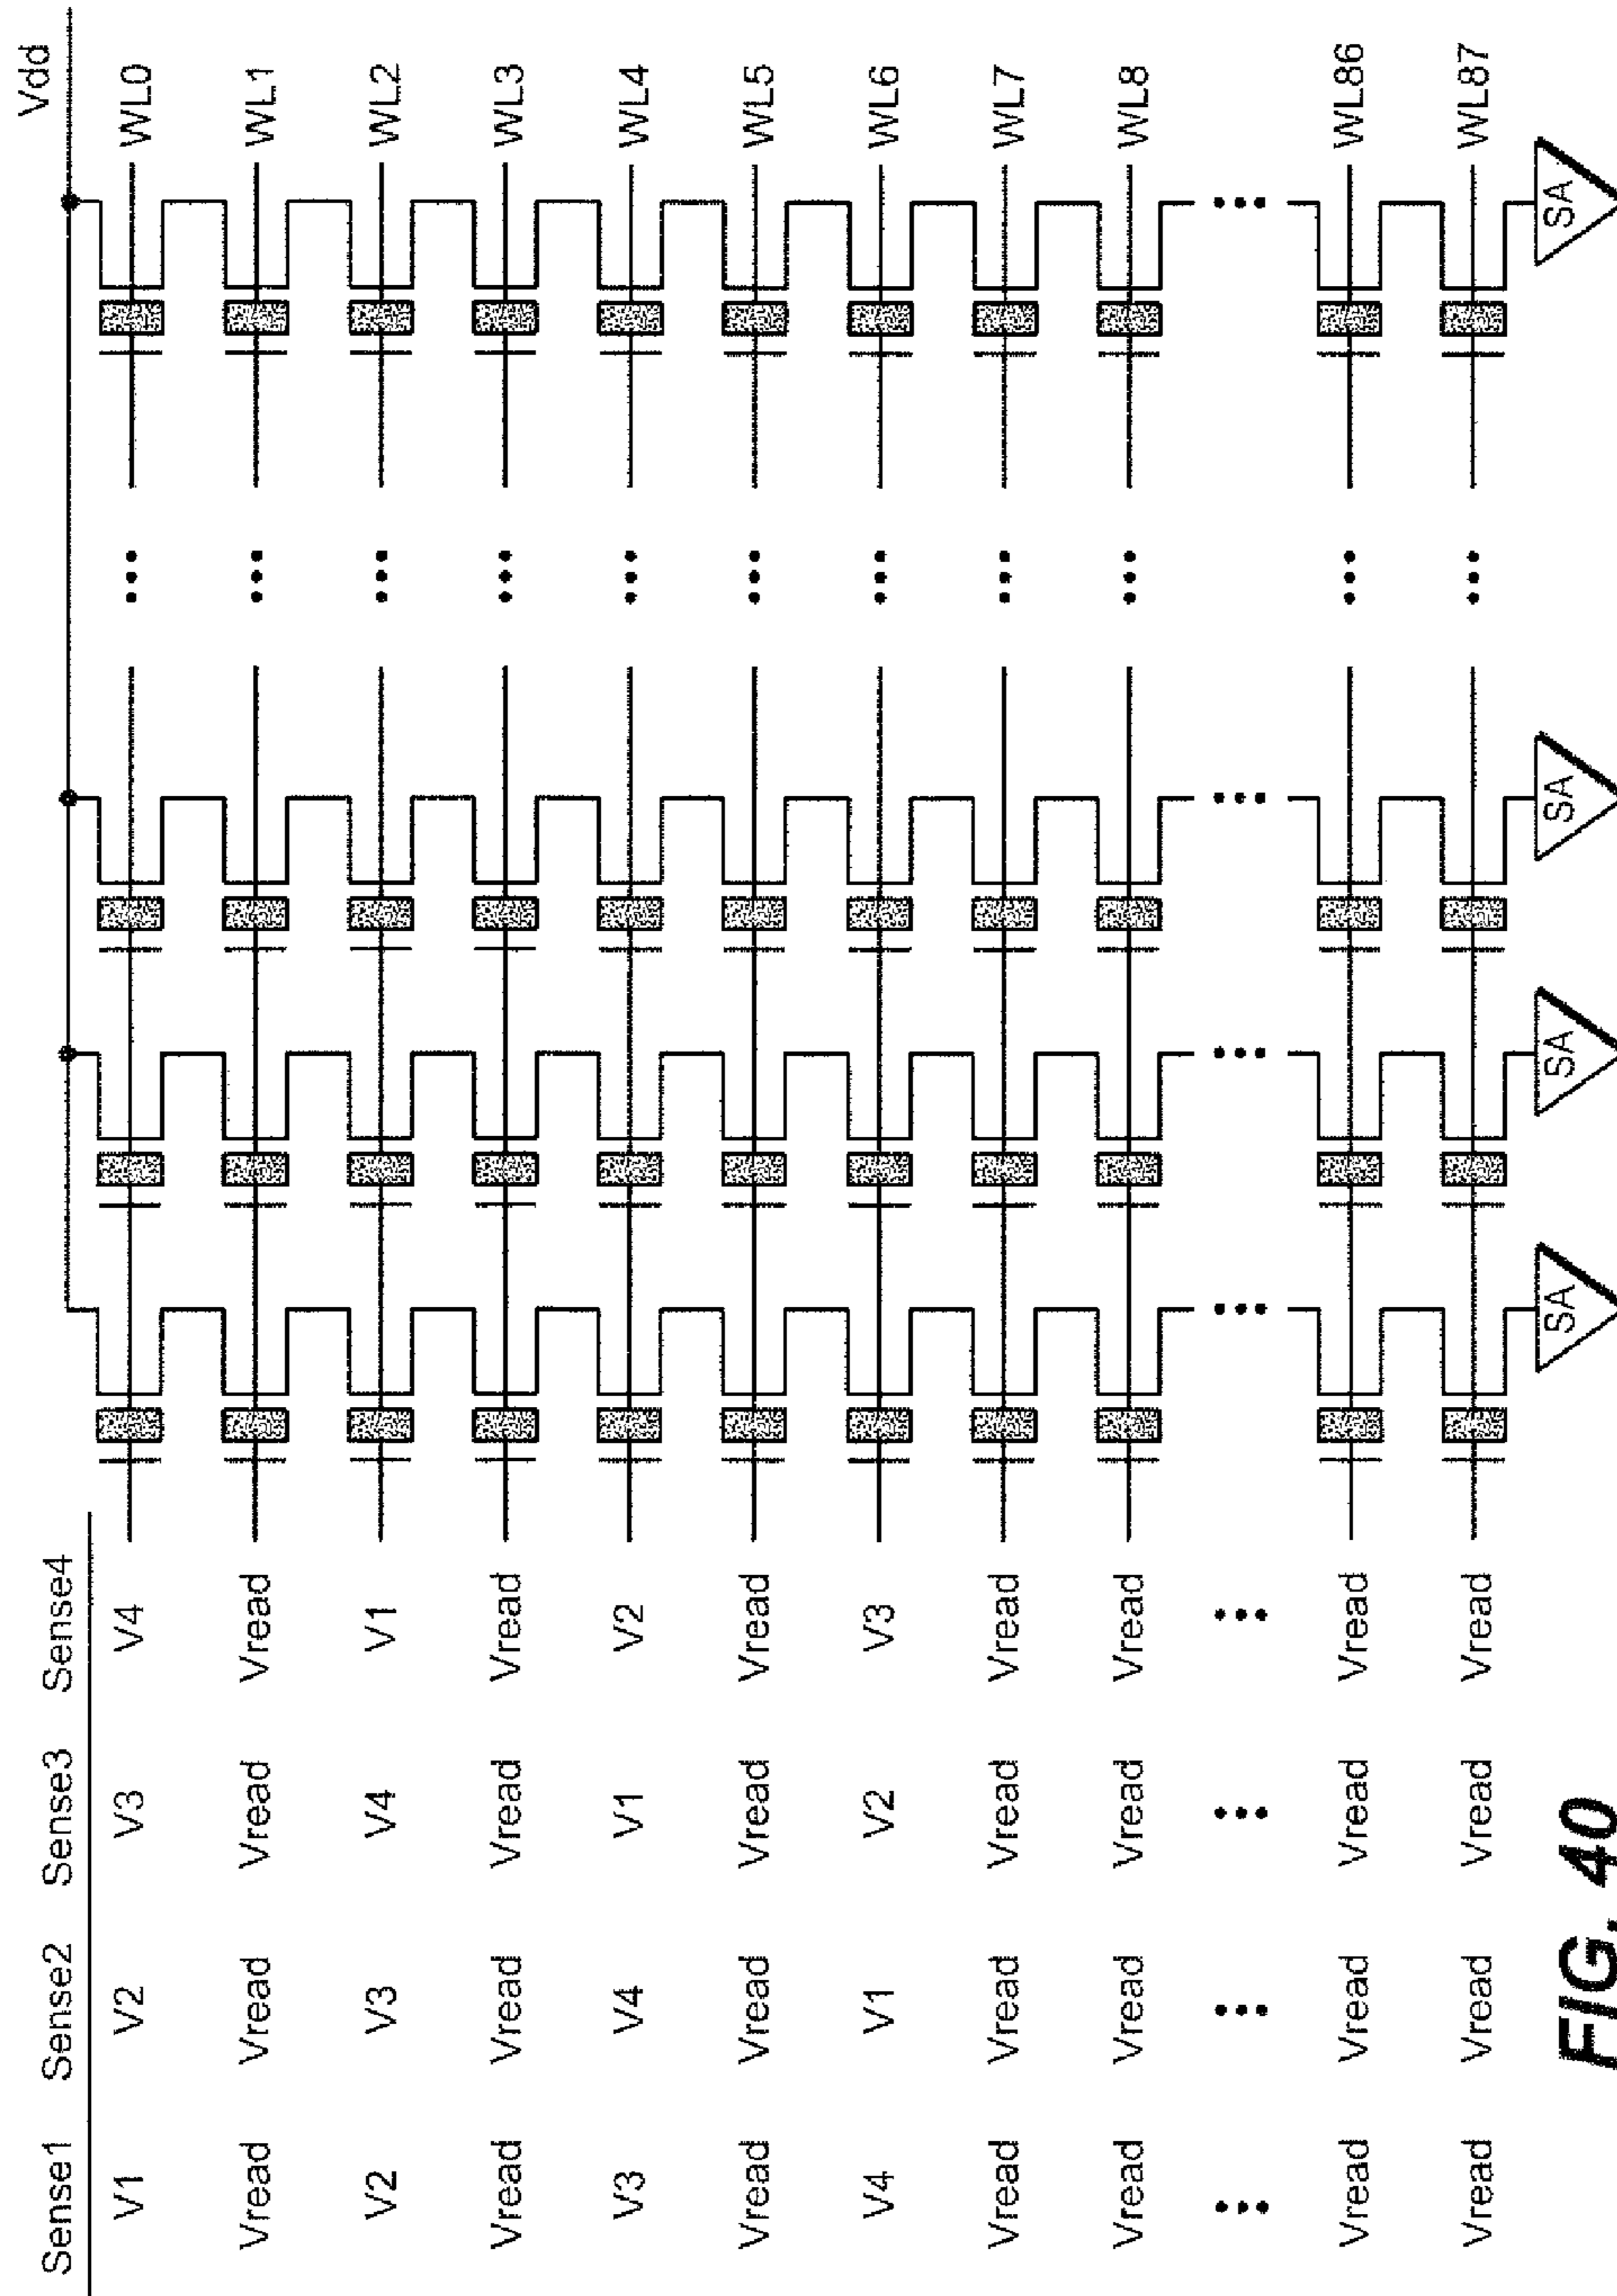 Vdd
Sense1 Sense2 Sense3 Sense4
V1 V2 V3 V4 WL0
Vread Vread Vread Vread WL1
V2 V3 V4 V1 WL2
Vread Vread Vread Vread WL3
V3 V4 V1 V2 WL4
Vread Vread Vread Vread WL5
V4 V1 V2 V3 WL6
Vread Vread Vread Vread WL7
Vread Vread Vread Vread WL8
Vread Vread Vread Vread WL86
Vread Vread Vread Vread WL87
SA SA SA SA
FIG. 40